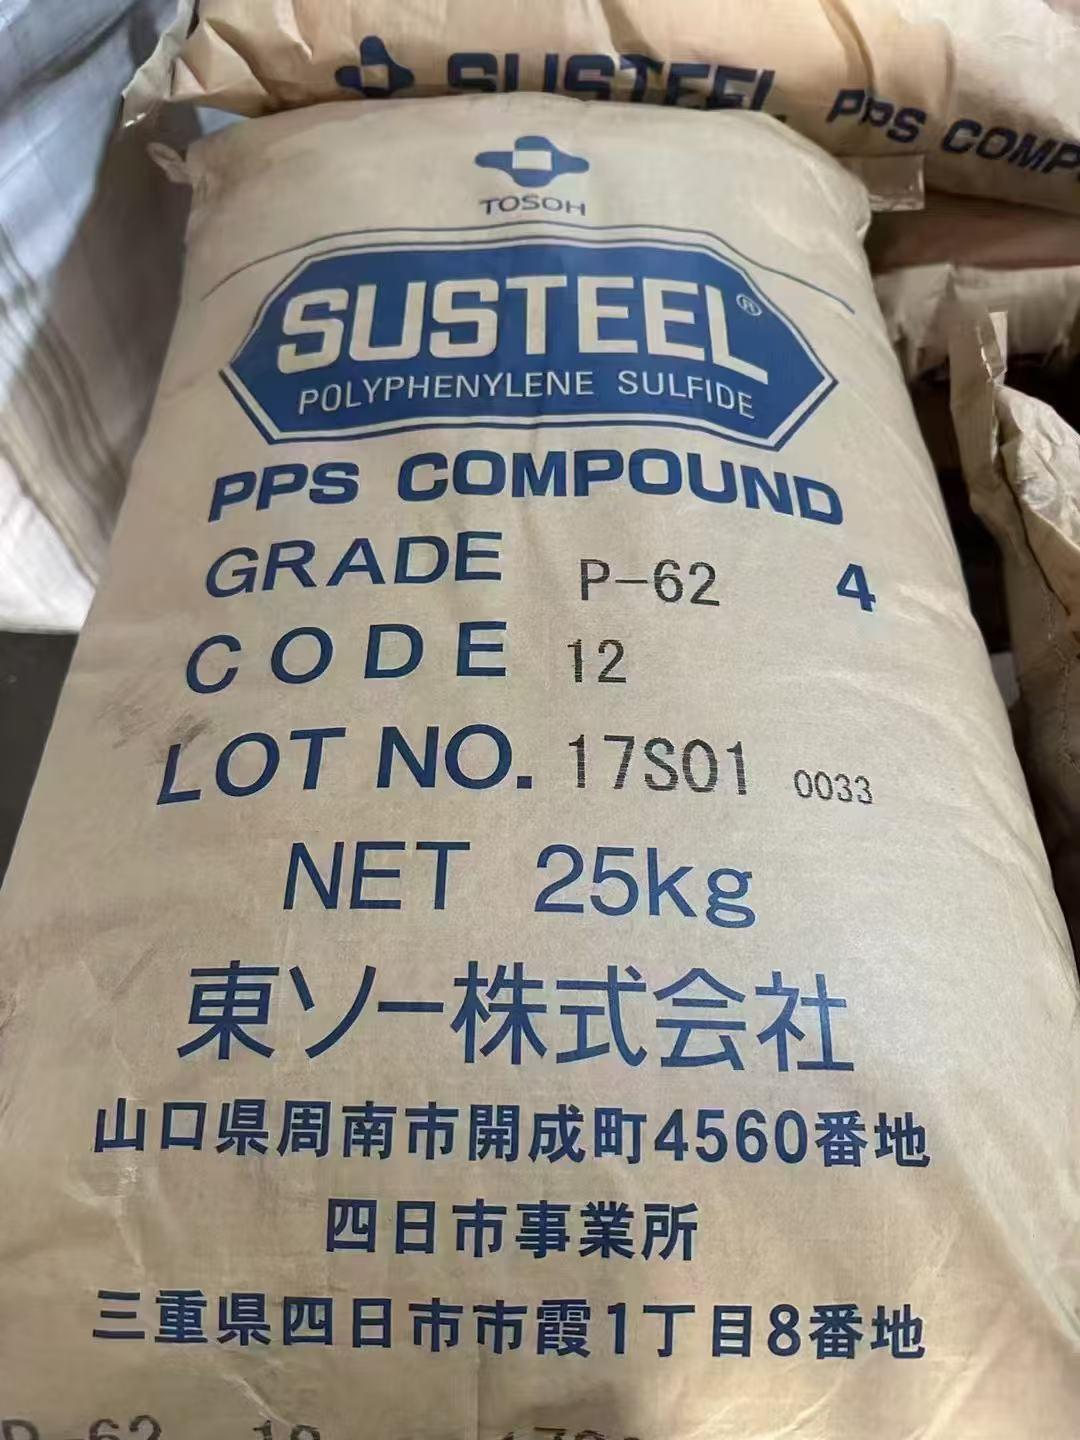 SUSTEEL PPS COMP
TOSOH
SUSTEEL®
POLYPHENYLENE SULFIDE
PPS COMPOUND
GRADE P-62 4
CODE 12
LOT NO. 17S01 0033
NET 25kg
東ソー株式会社
山口県周南市開成町4560番地
四日市事業所
三重県四日市市霞1丁目8番地
P-62 12